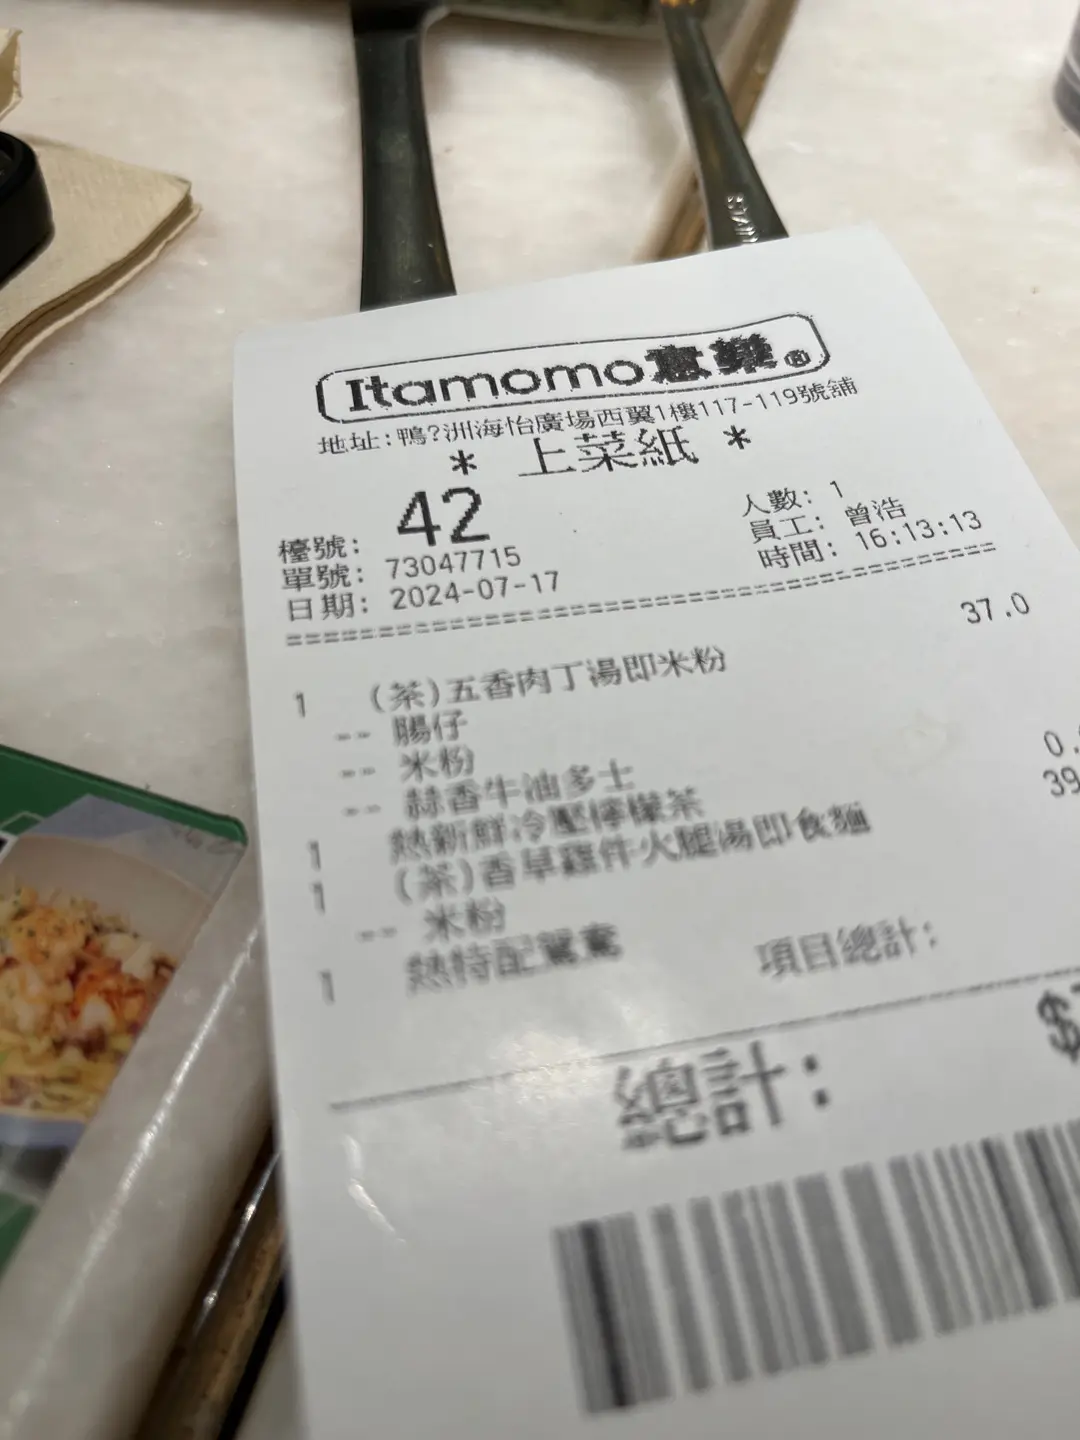 Itamomo意樂®
地址:鴨?洲海怡廣場西翼1樓117-119號舖
* 上菜紙 *
檯號: 42 人數: 1
單號: 73047715 員工: 曾浩
日期: 2024-07-17 時間: 16:13:13
1 (茶)五香肉丁湯即米粉 37.0
-- 腸仔
-- 米粉
-- 蒜香牛油多士
1 熱新鮮冷壓檸檬茶 0.
1 (茶)香草雞件火腿湯即食麵 39
-- 米粉
1 熱特配鴛鴦
項目總計:
總計: $